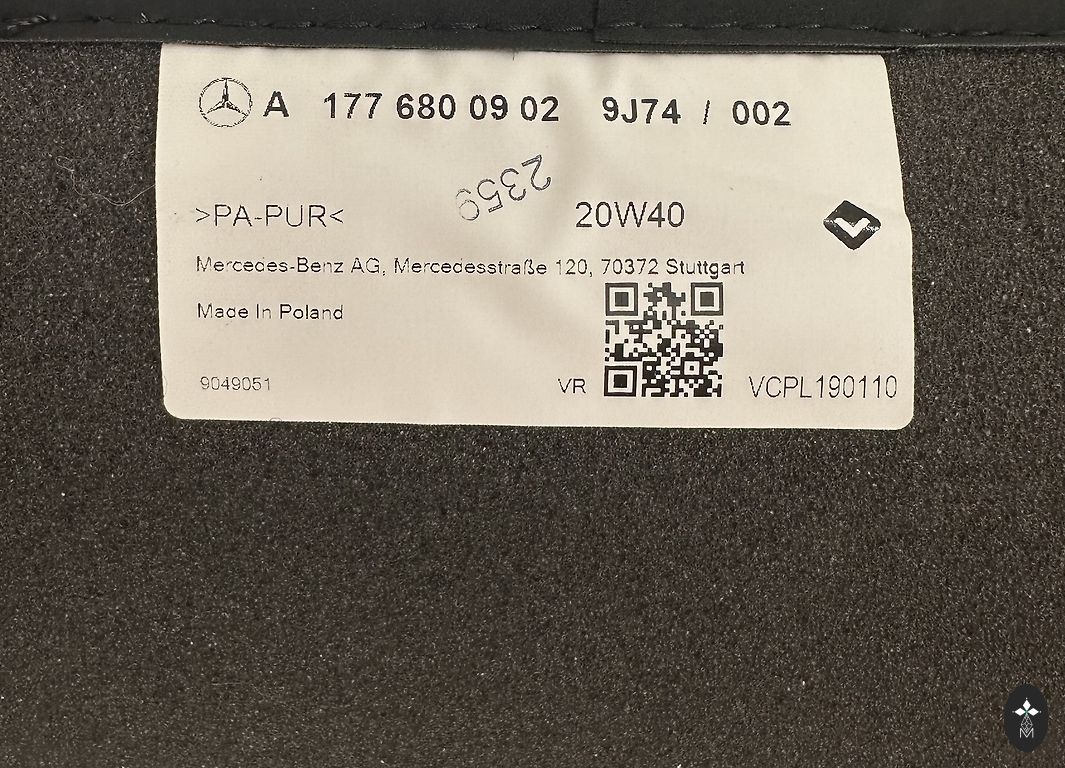 A 177 680 09 02 9J74 / 002
2359
>PA-PUR< 20W40
Mercedes-Benz AG, Mercedesstraße 120, 70372 Stuttgart
Made In Poland
9049051 VR VCPL190110
M